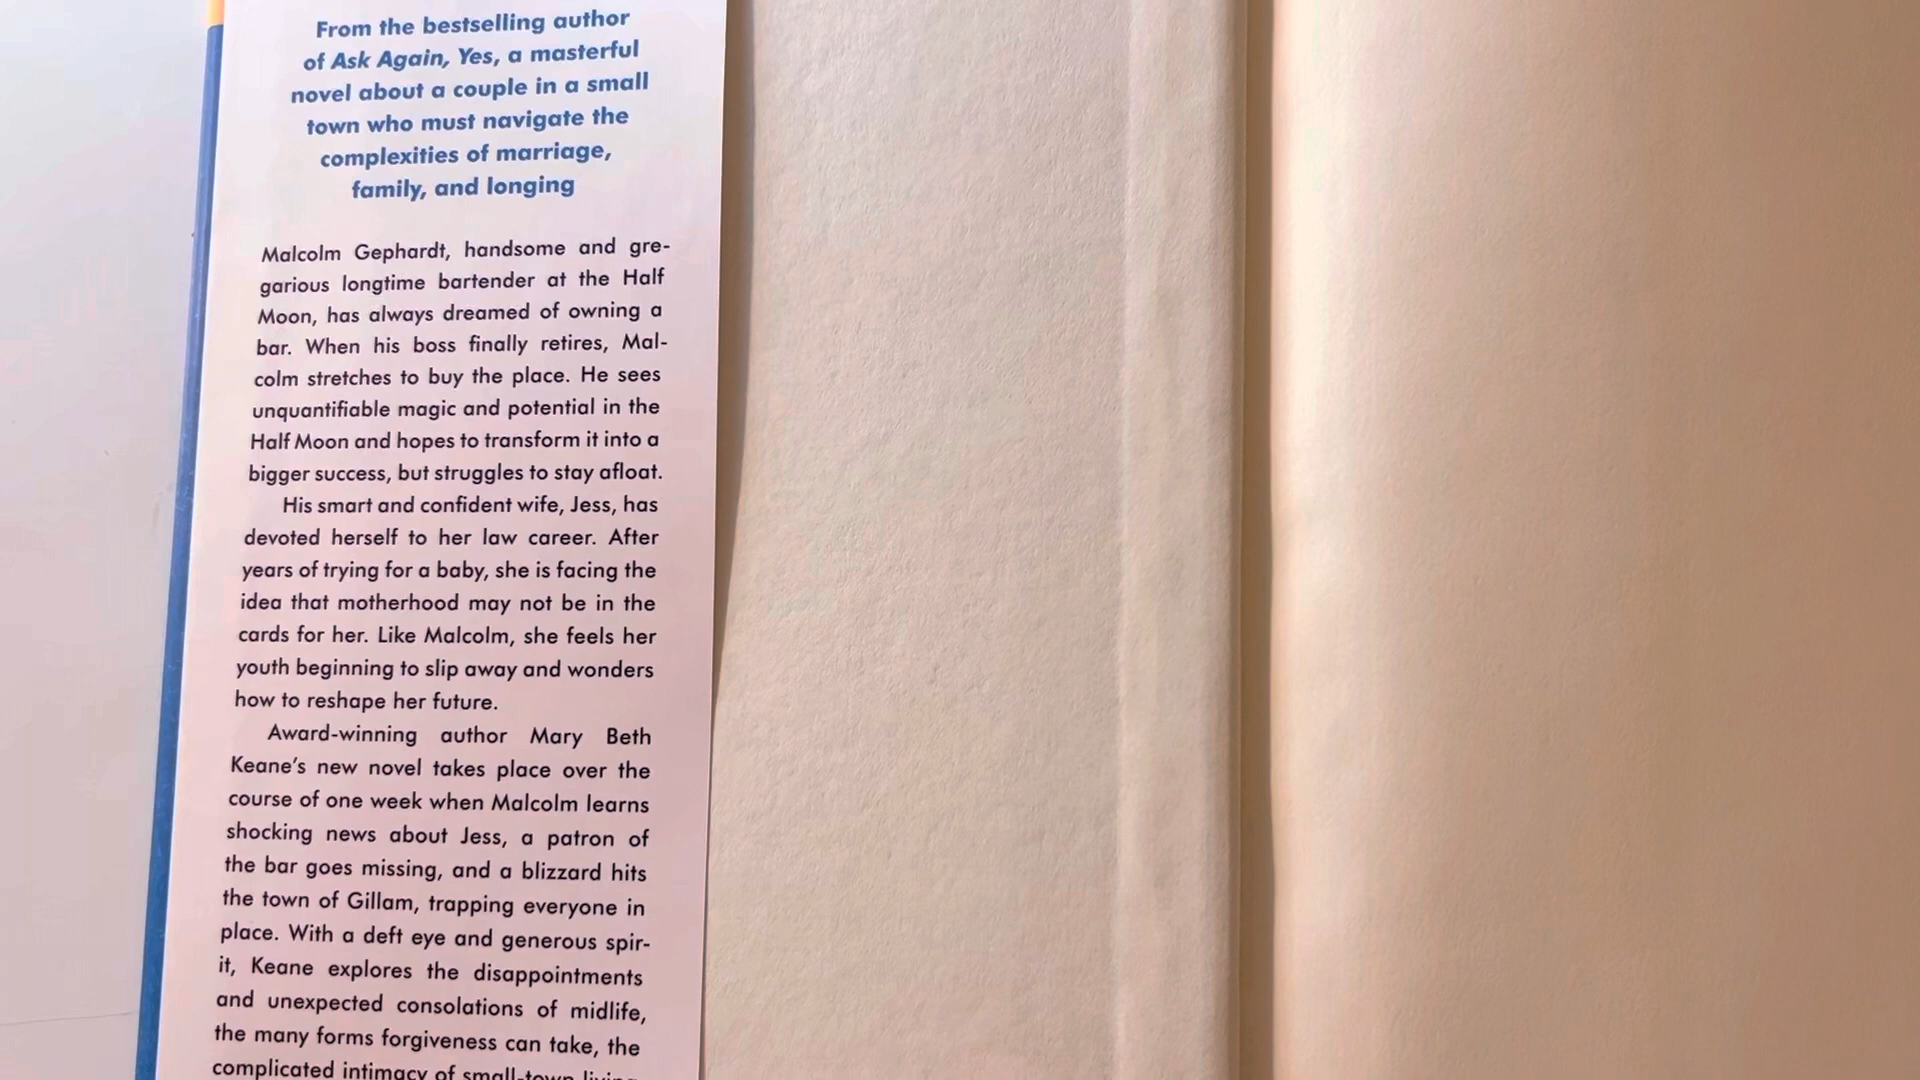 From the bestselling author
of Ask Again, Yes, a masterful
novel about a couple in a small
town who must navigate the
complexities of marriage,
family, and longing
Malcolm Gephardt, handsome and gre-
garious longtime bartender at the Half
Moon, has always dreamed of owning a
bar. When his boss finally retires, Mal-
colm stretches to buy the place. He sees
unquantifiable magic and potential in the
Half Moon and hopes to transform it into a
bigger success, but struggles to stay afloat.
His smart and confident wife, Jess, has
devoted herself to her law career. After
years of trying for a baby, she is facing the
idea that motherhood may not be in the
cards for her. Like Malcolm, she feels her
youth beginning to slip away and wonders
how to reshape her future.
Award-winning author Mary Beth
Keane's new novel takes place over the
course of one week when Malcolm learns
shocking news about Jess, a patron of
the bar goes missing, and a blizzard hits
the town of Gillam, trapping everyone in
place. With a deft eye and generous spir-
it, Keane explores the disappointments
and unexpected consolations of midlife,
the many forms forgiveness can take, the
complicated intimacy of small-town living